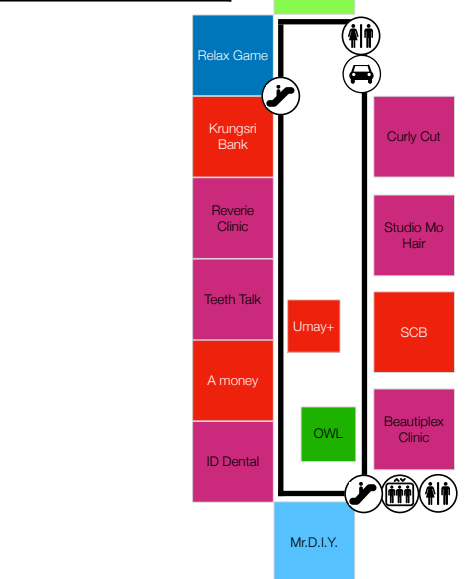 Relax Game
Krungsri
Bank
Curly Cut
Reverie
Clinic
Studio Mo
Hair
Teeth Talk
Umay+
SCB
A money
Beautiplex
Clinic
OWL
ID Dental
Mr.D.I.Y.